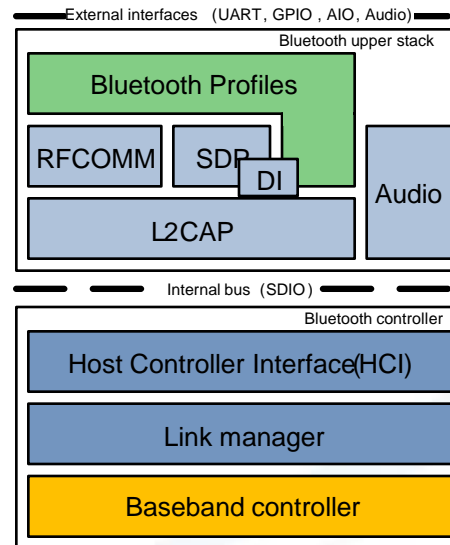 External interfaces (UART, GPIO, AIO, Audio)
Bluetooth upper stack
Bluetooth Profiles
RFCOMM
SDP
DI
Audio
L2CAP
Internal bus (SDIO)
Bluetooth controller
Host Controller Interface(HCI)
Link manager
Baseband controller